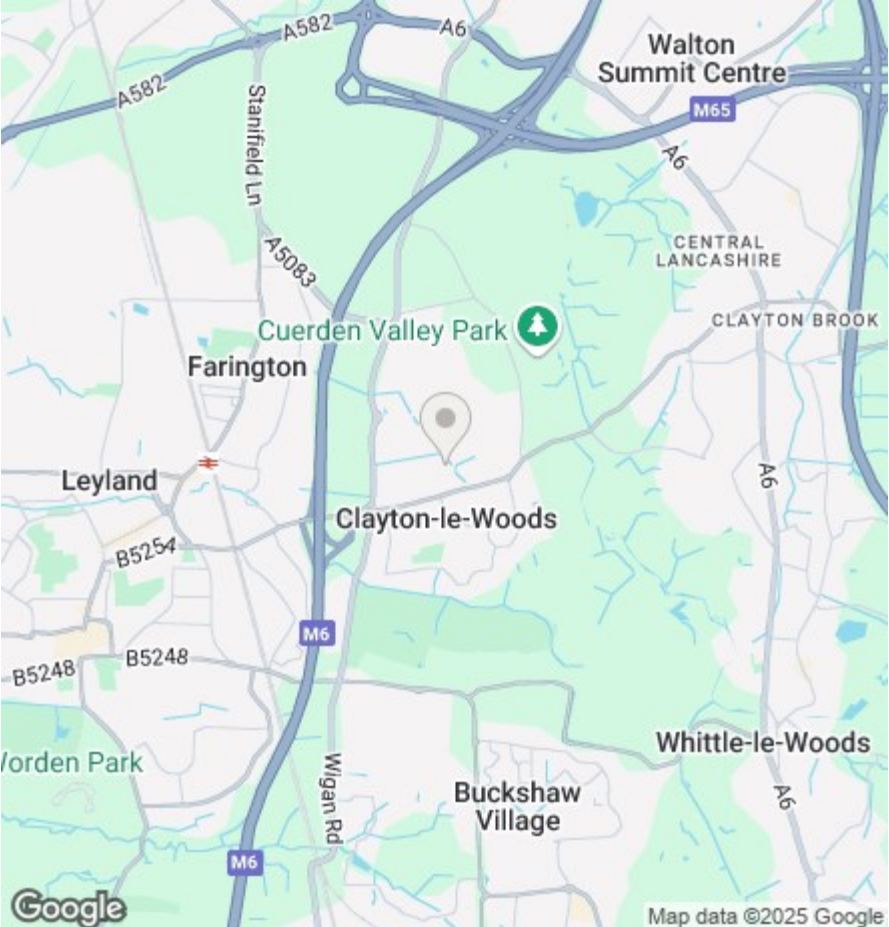 A582
A6
Walton
Summit Centre
A582
M65
Stanifield Ln
A6
A5083
CENTRAL
LANCASHIRE
CLAYTON BROOK
Cuerden Valley Park
Farington
Leyland
A6
Clayton-le-Woods
B5254
M6
B5248
B5248
Whittle-le-Woods
Worden Park
Wigan Rd
Buckshaw
Village
A6
M6
Google
Map data ©2025 Google